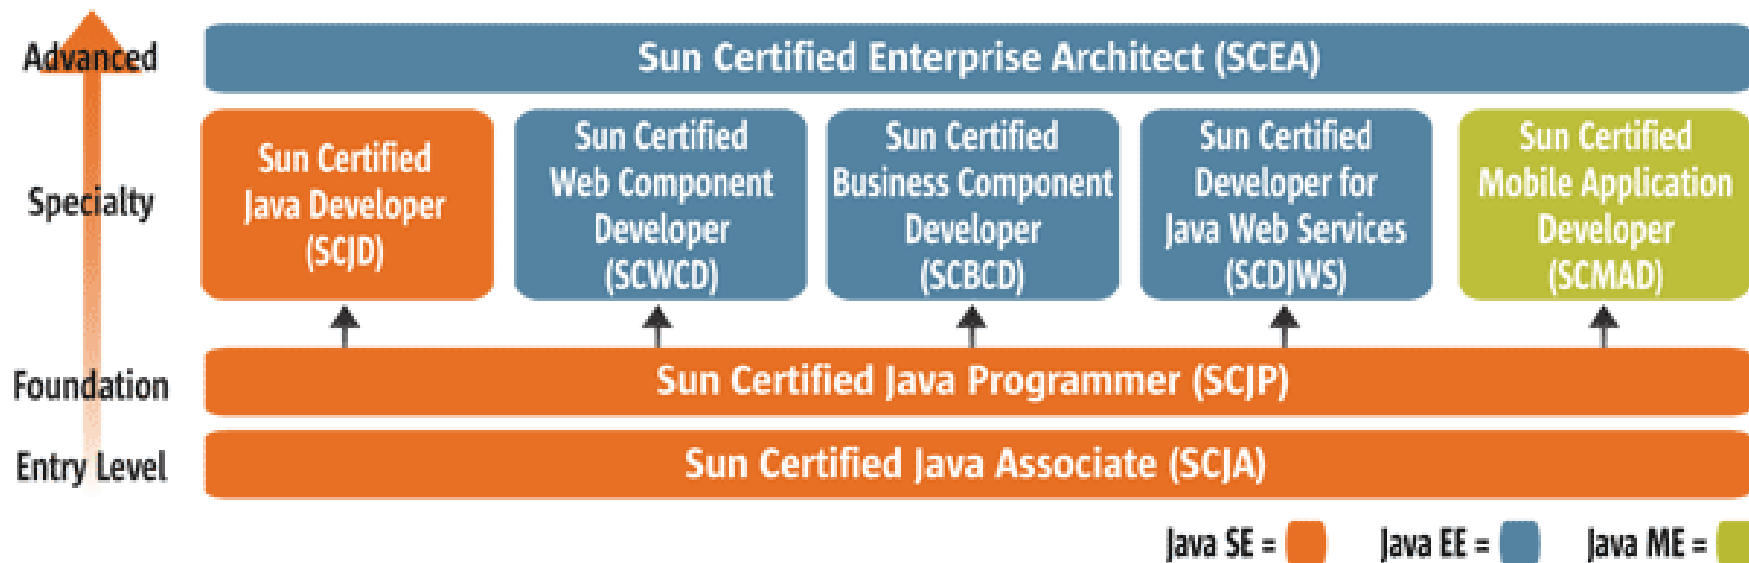 Advanced
Sun Certified Enterprise Architect (SCEA)
Specialty
Sun Certified
Java Developer
(SCJD)
Sun Certified
Web Component
Developer
(SCWCD)
Sun Certified
Business Component
Developer
(SCBCD)
Sun Certified
Developer for
Java Web Services
(SCDJWS)
Sun Certified
Mobile Application
Developer
(SCMAD)
Foundation
Sun Certified Java Programmer (SCJP)
Entry Level
Sun Certified Java Associate (SCJA)
Java SE =
Java EE =
Java ME =